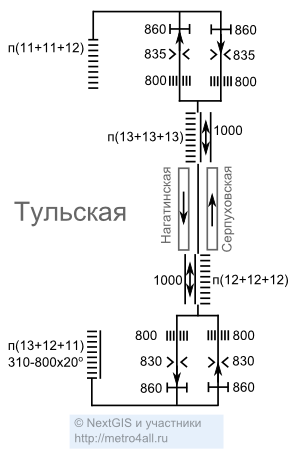 860
860
п(11+11+12)
835
835
800
800
п(13+13+13)
1000
Тульская
Нагатинская
Серпуховская
1000
п(12+12+12)
п(13+12+11)
310-800x20º
800
800
830
830
860
860
© NextGIS и участники
http://metro4all.ru